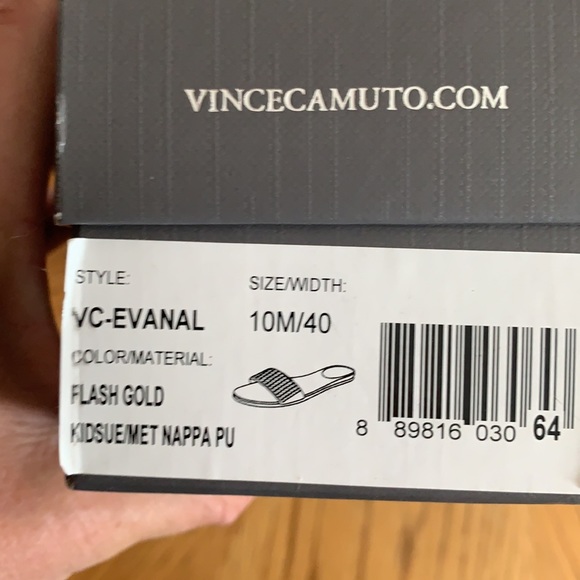 VINCECAMUTO.COM
STYLE:
SIZE/WIDTH:
VC-EVANAL
10M/40
COLOR/MATERIAL:
FLASH GOLD
KIDSUE/MET NAPPA PU
8 89816 030 64